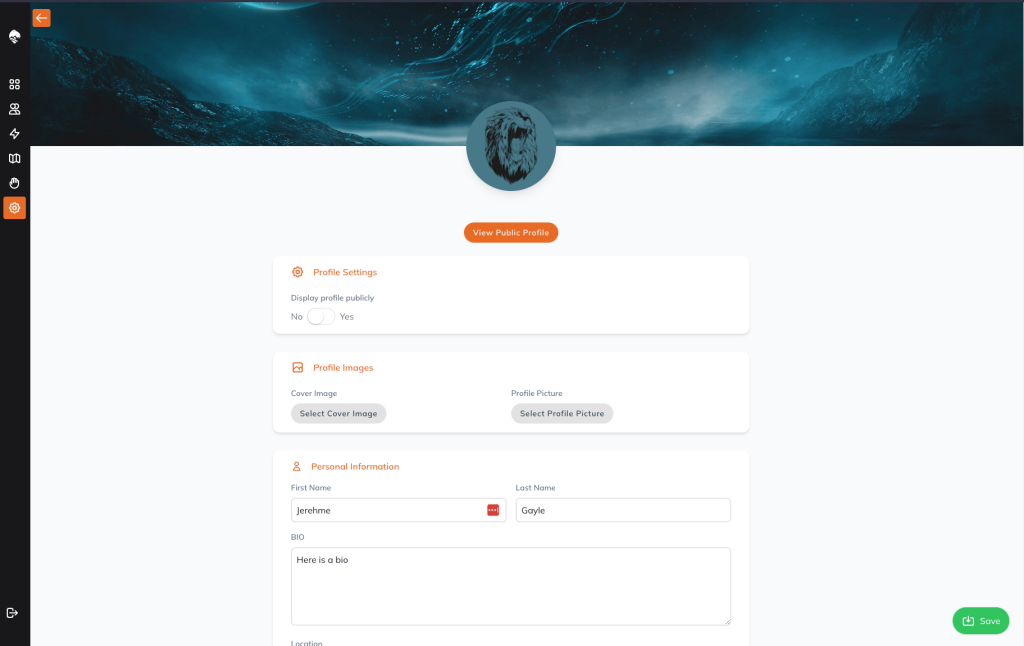 View Public Profile
Profile Settings
Display profile publicly
No Yes
Profile Images
Cover Image Profile Picture
Select Cover Image Select Profile Picture
Personal Information
First Name Last Name
Jerehme Gayle
BIO
Here is a bio
Location
Save